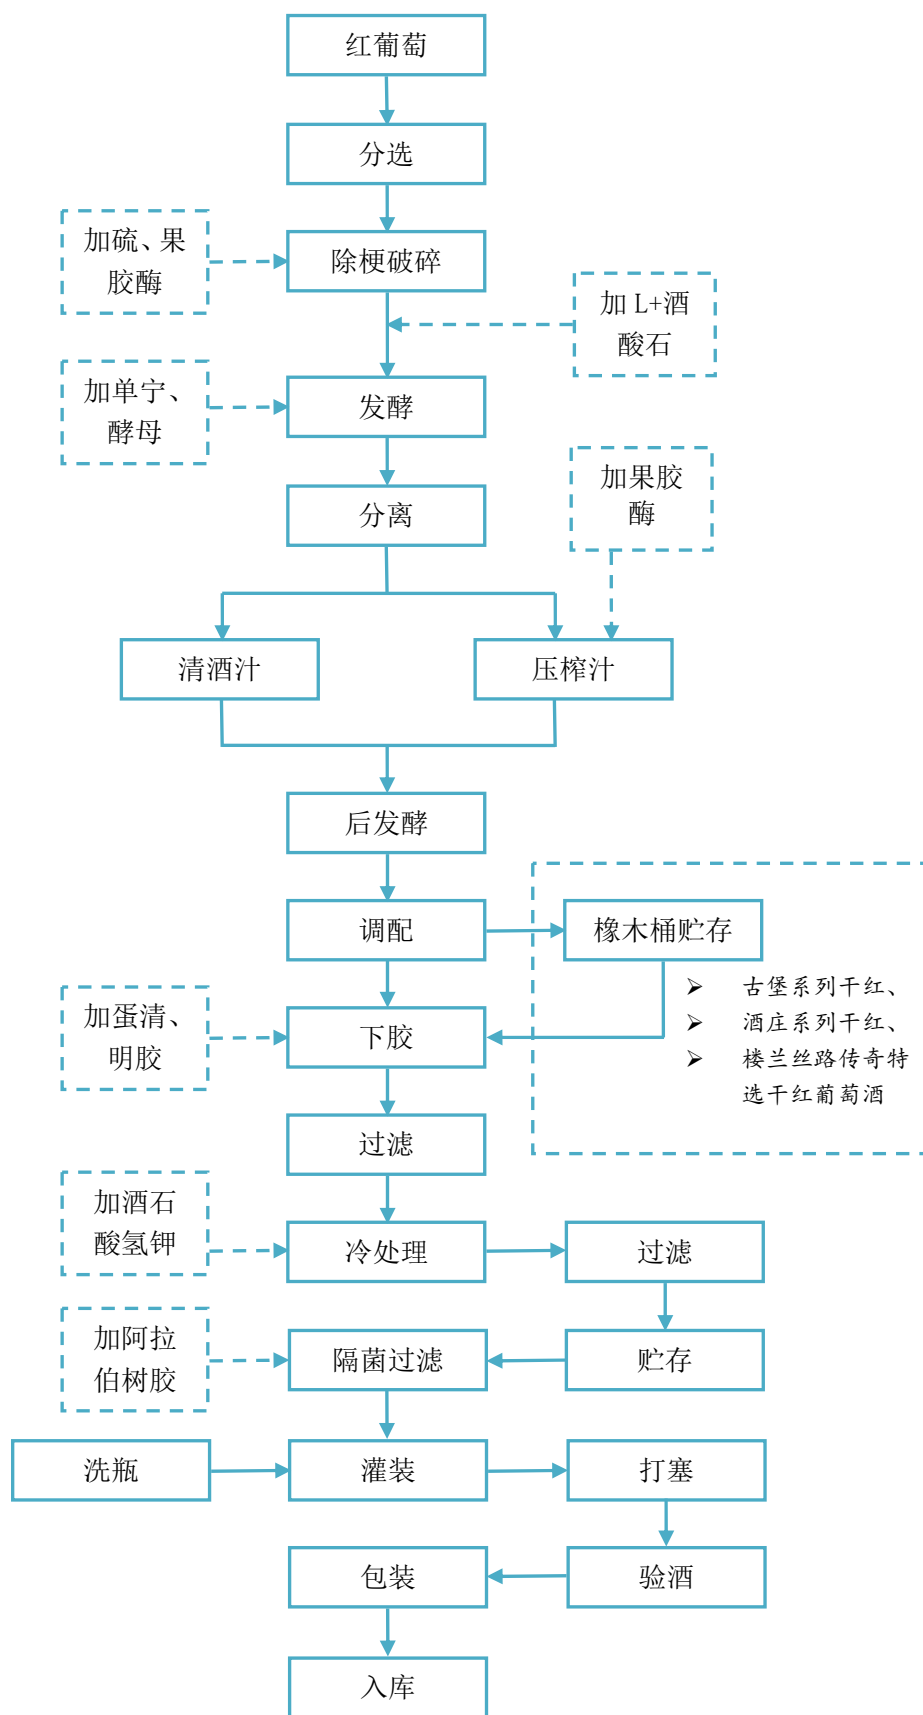 红葡萄
分选
加硫、果
胶酶
除梗破碎
加 L+酒
酸石
加单宁、
酵母
发酵
加果胶
酶
分离
清酒汁
压榨汁
后发酵
调配
橡木桶贮存
➢ 古堡系列干红、
➢ 酒庄系列干红、
➢ 楼兰丝路传奇特
选干红葡萄酒
加蛋清、
明胶
下胶
过滤
加酒石
酸氢钾
冷处理
过滤
加阿拉
伯树胶
隔菌过滤
贮存
洗瓶
灌装
打塞
包装
验酒
入库